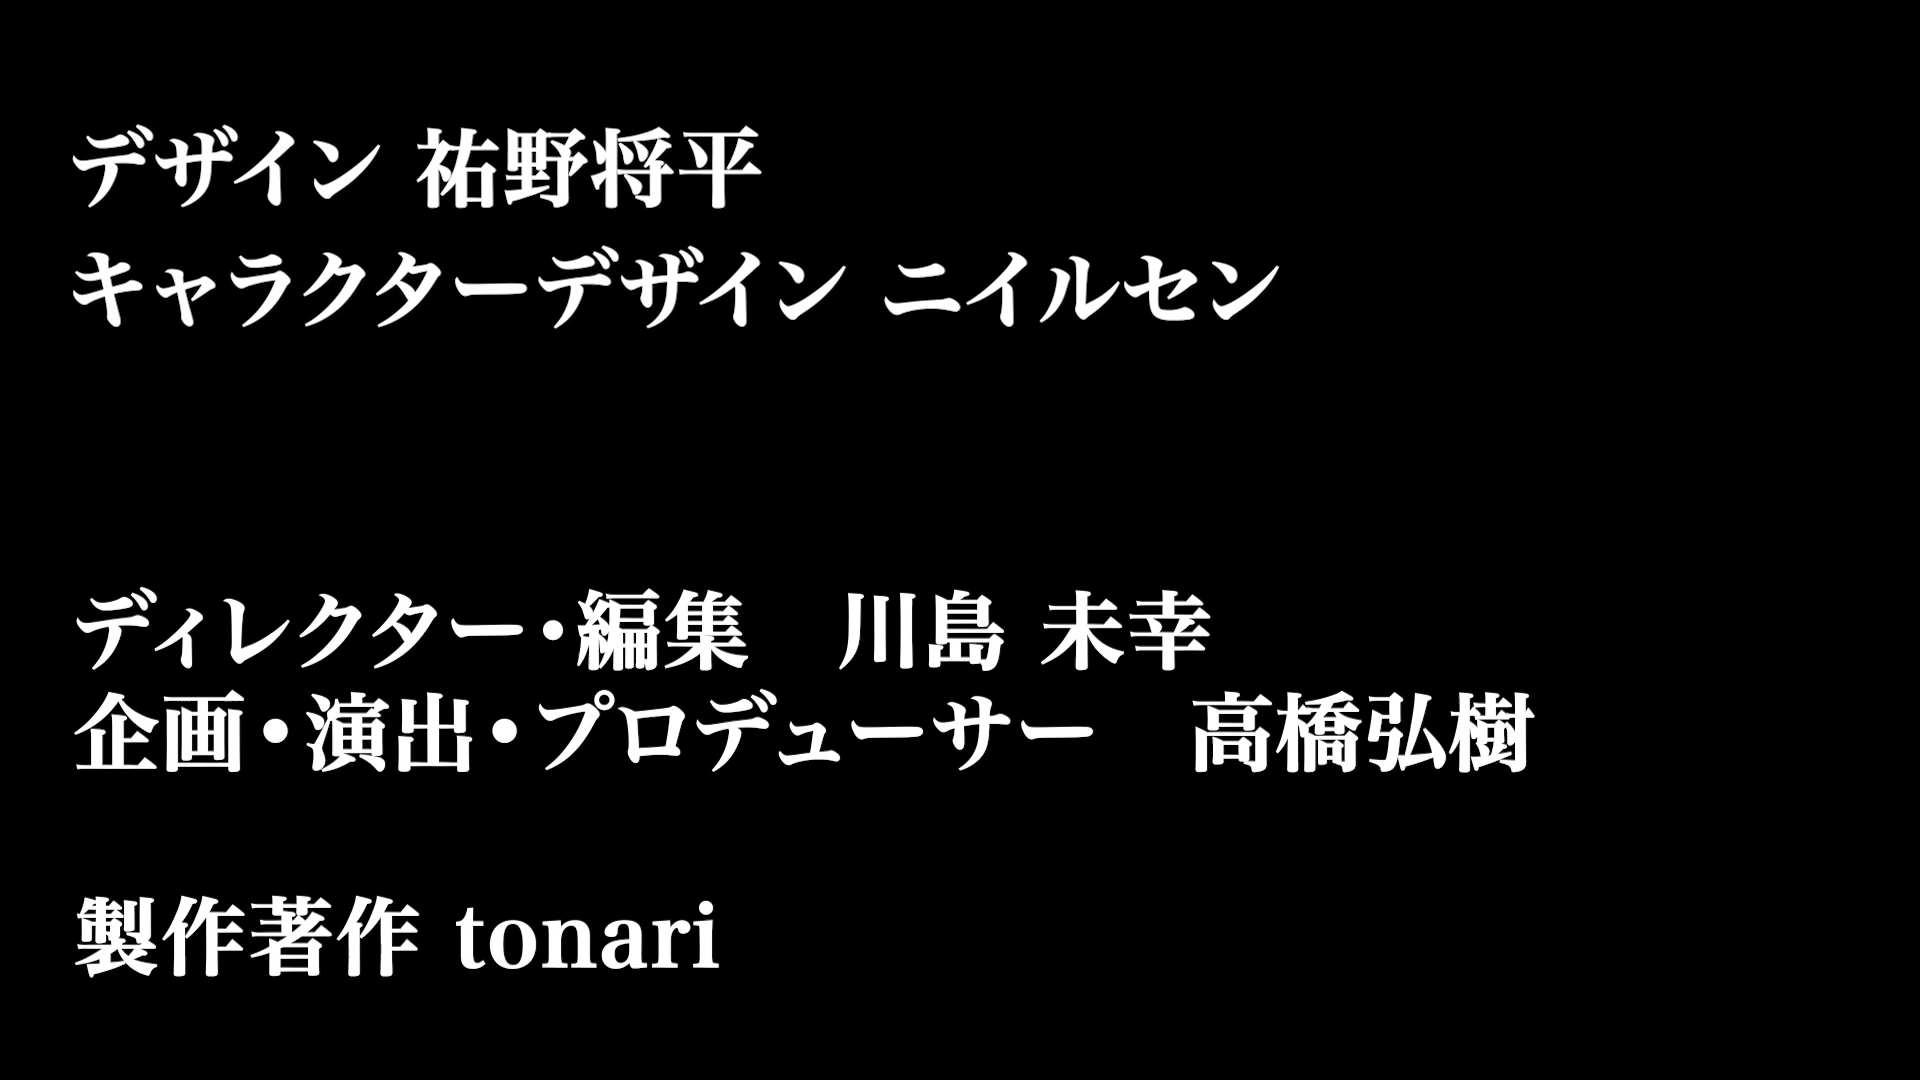 デザイン 祐野将平
キャラクターデザイン ニイルセン
ディレクター・編集　川島 未幸
企画・演出・プロデューサー　高橋弘樹
製作著作 tonari